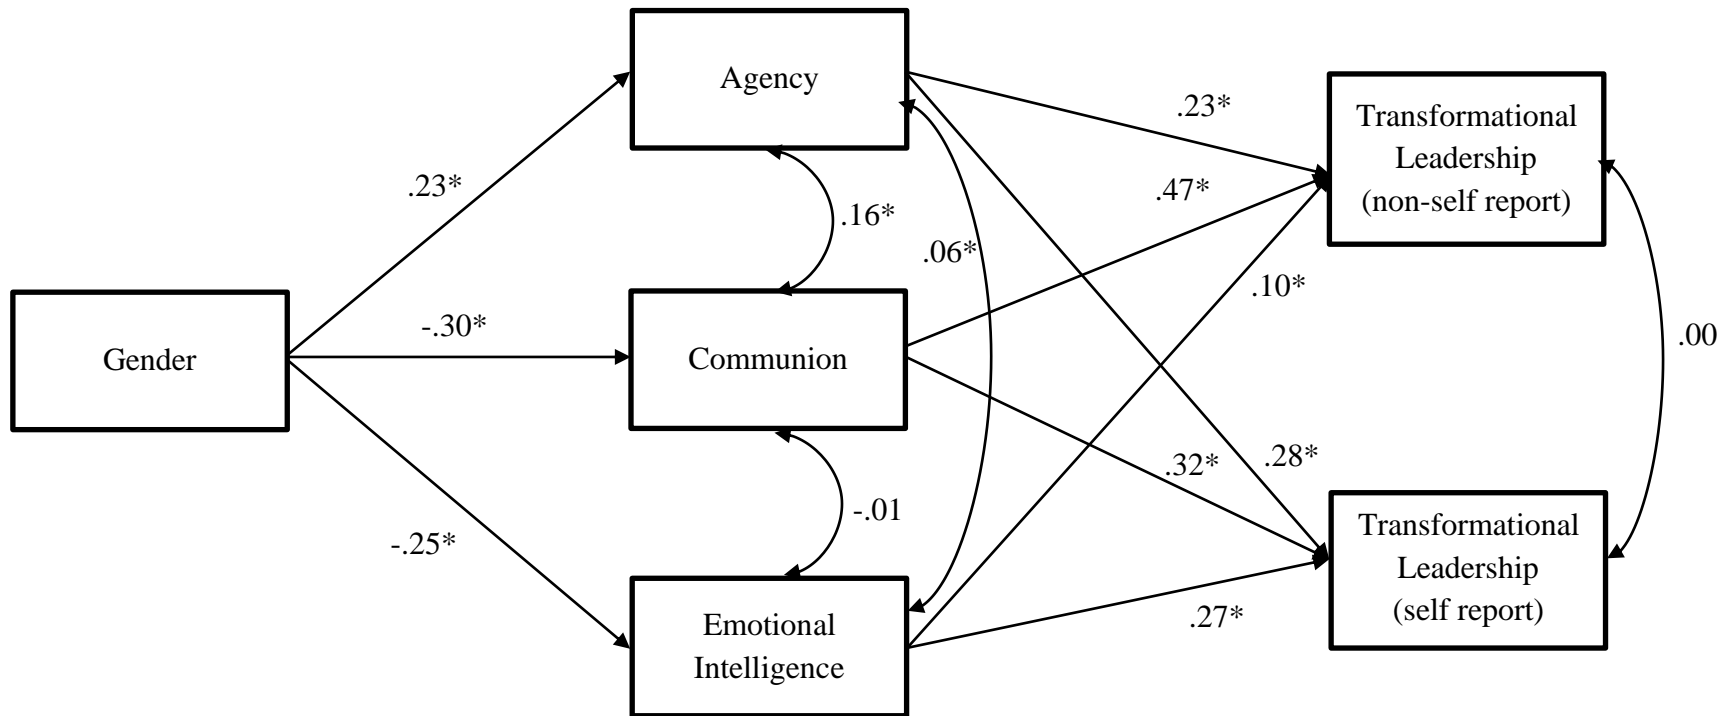 Agency
Transformational
Leadership
(non-self report)
.23*
.23*
.47*
.16*
.06*
.10*
Gender
-.30*
Communion
.00
.32*
.28*
-.25*
-.01
Transformational
Leadership
(self report)
Emotional
Intelligence
.27*